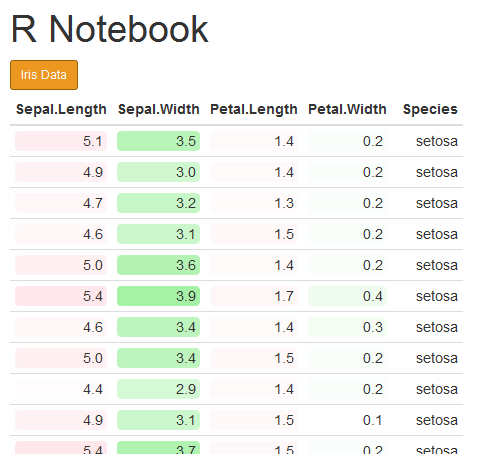 R Notebook
Iris Data
Sepal.Length Sepal.Width Petal.Length Petal.Width Species
5.1 3.5 1.4 0.2 setosa
4.9 3.0 1.4 0.2 setosa
4.7 3.2 1.3 0.2 setosa
4.6 3.1 1.5 0.2 setosa
5.0 3.6 1.4 0.2 setosa
5.4 3.9 1.7 0.4 setosa
4.6 3.4 1.4 0.3 setosa
5.0 3.4 1.5 0.2 setosa
4.4 2.9 1.4 0.2 setosa
4.9 3.1 1.5 0.1 setosa
5.4 3.7 1.5 0.2 setosa